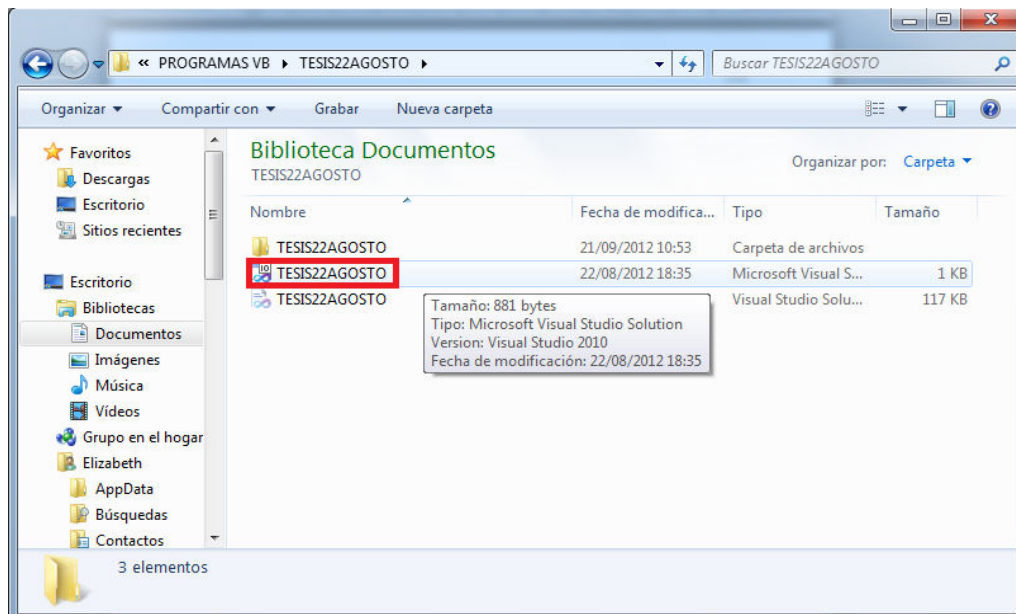 « PROGRAMAS VB ▸ TESIS22AGOSTO ▸
Buscar TESIS22AGOSTO
Organizar Compartir con Grabar Nueva carpeta
Favoritos
Descargas
Escritorio
Sitios recientes
Escritorio
Bibliotecas
Documentos
Imágenes
Música
Vídeos
Grupo en el hogar
Elizabeth
AppData
Búsquedas
Contactos
Biblioteca Documentos
TESIS22AGOSTO
Organizar por: Carpeta
Nombre Fecha de modifica... Tipo Tamaño
TESIS22AGOSTO 21/09/2012 10:53 Carpeta de archivos
TESIS22AGOSTO 22/08/2012 18:35 Microsoft Visual S... 1 KB
TESIS22AGOSTO Visual Studio Solu... 117 KB
Tamaño: 881 bytes
Tipo: Microsoft Visual Studio Solution
Version: Visual Studio 2010
Fecha de modificación: 22/08/2012 18:35
3 elementos